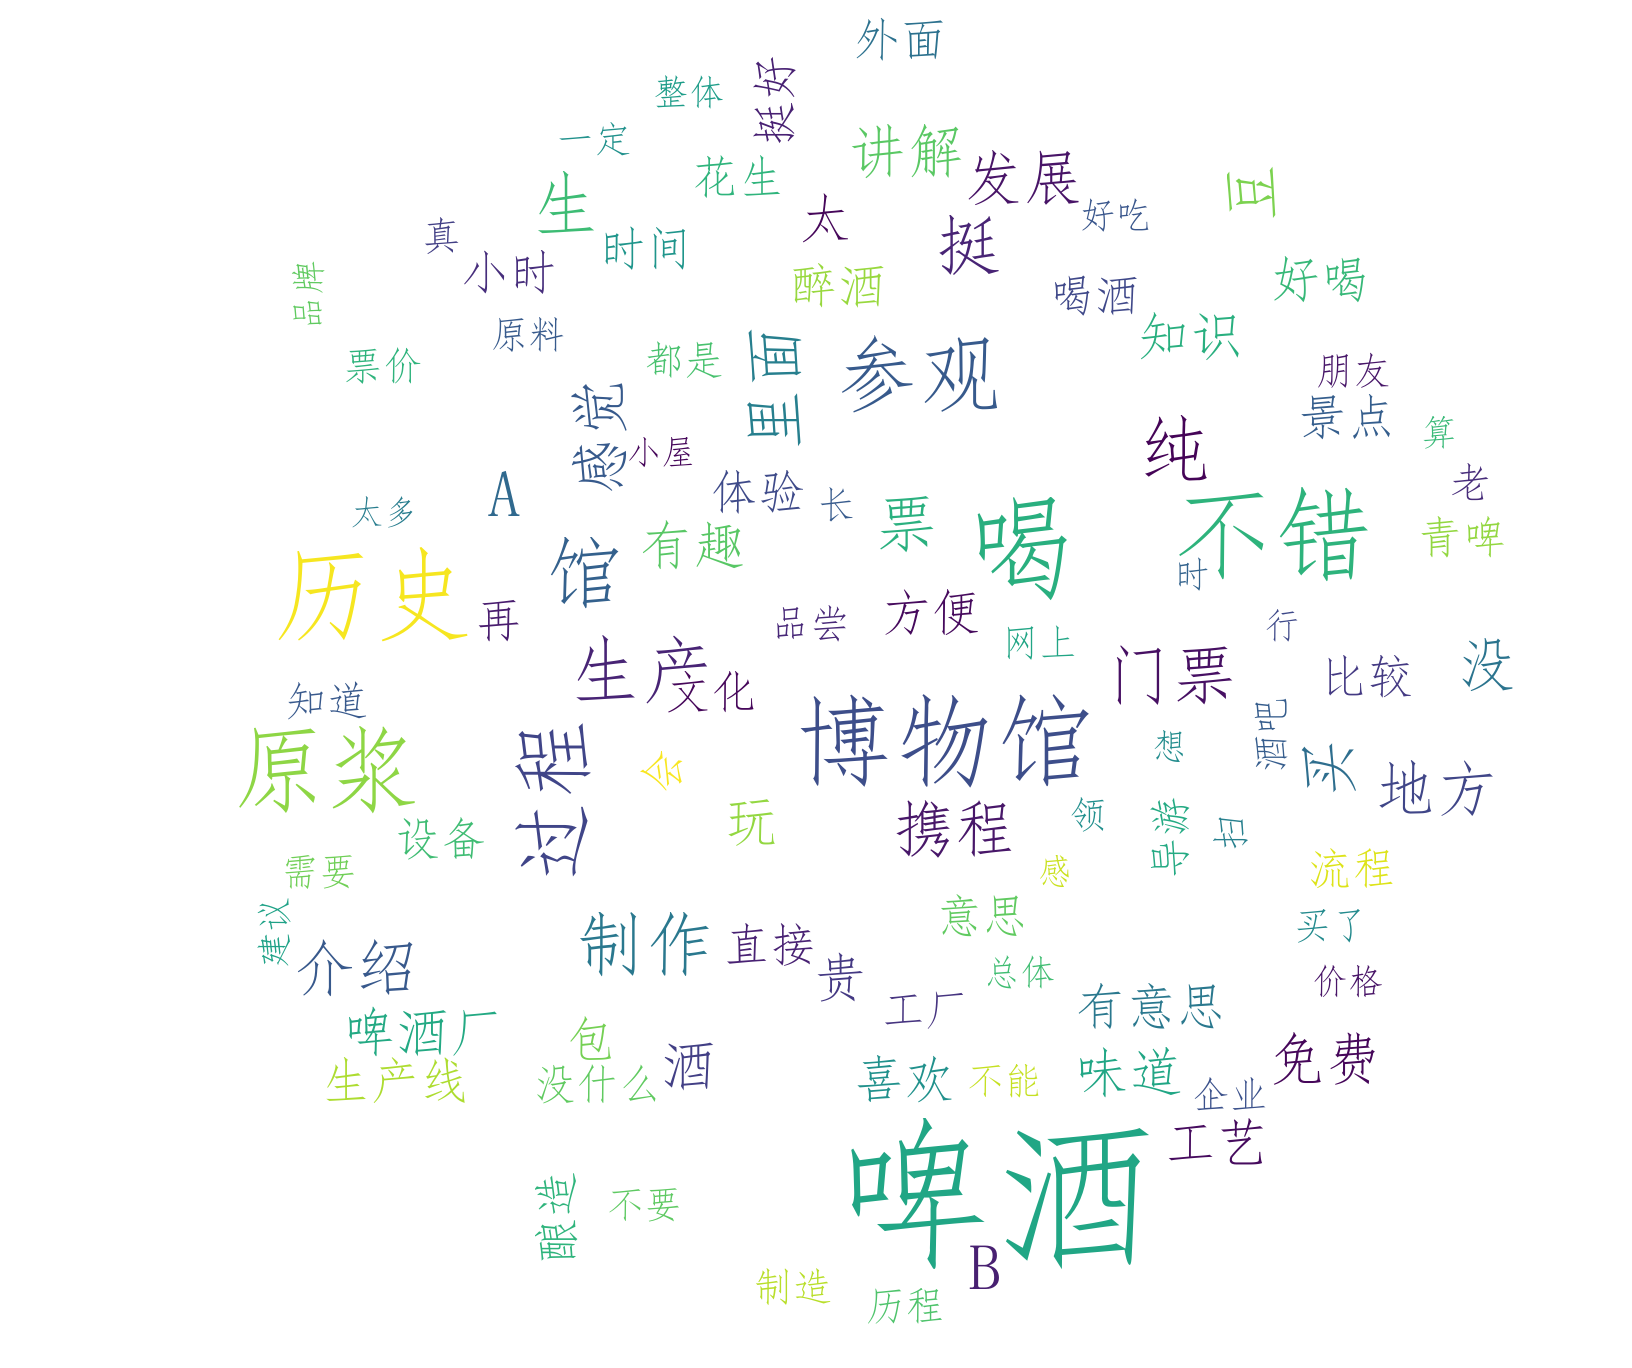 外面
整体
挺好
一定
讲解
花生
发展
生
豆
太
好吃
真
时间
挺
小时
醉酒
品牌
喝酒
好喝
原料
知识
票价
都是
里面
参观
朋友
感觉
景点
小屋
纯
算
A
体验
长
老
太多
票
喝
不错
青啤
有趣
馆
历史
时
再
品尝
方便
网上
行
生产
文化
门票
比较
没
知道
博物馆
酒吧
想
原浆
过程
会
买
地方
设备
玩
携程
领
导游
扫
需要
感
流程
建议
介绍
制作
直接
意思
买了
贵
总体
价格
工厂
有意思
啤酒厂
包
酒
免费
生产线
没什么
喜欢
不能
味道
企业
工艺
啤酒
酿造
不要
B
制造
历程